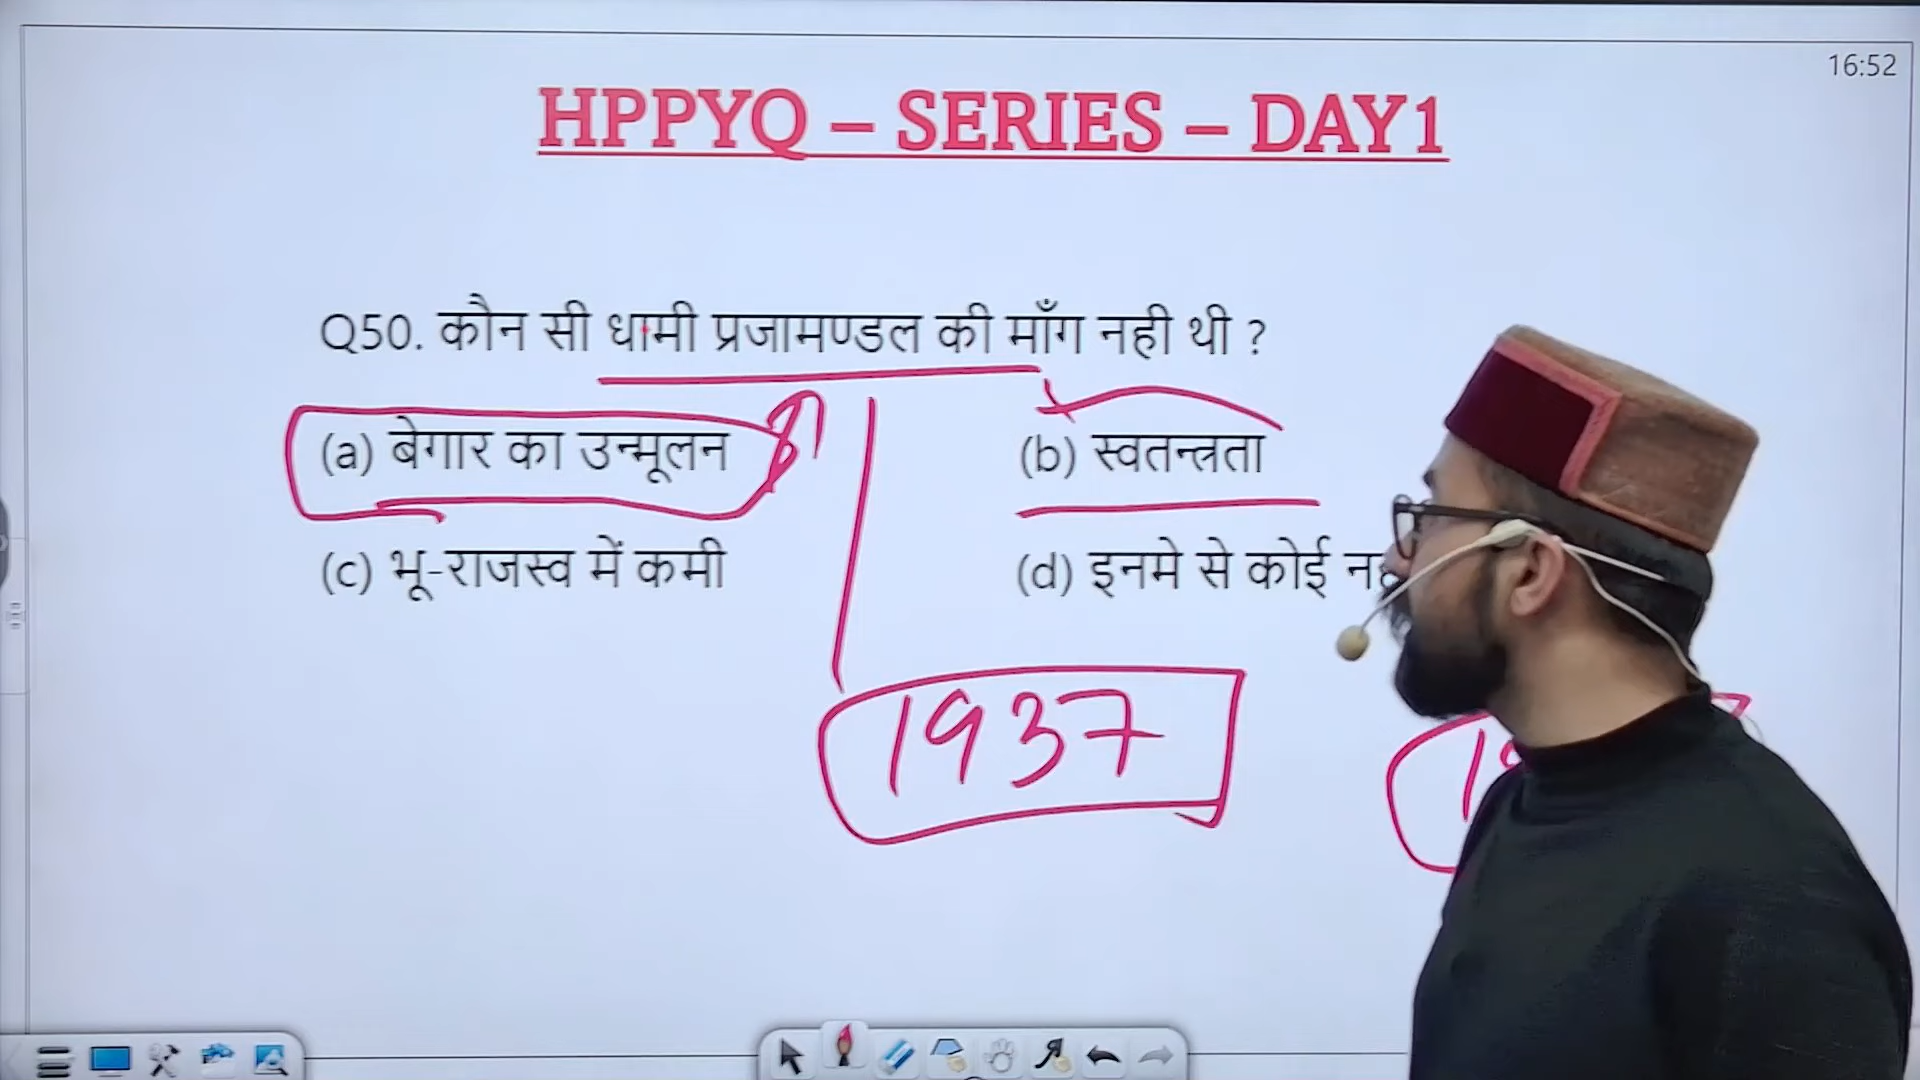 16:52
HPPYQ – SERIES – DAY1
Q50. कौन सी धामी प्रजामण्डल की माँग नही थी ?
(a) बेगार का उन्मूलन (b) स्वतन्त्रता
(c) भू-राजस्व में कमी (d) इनमे से कोई
1937